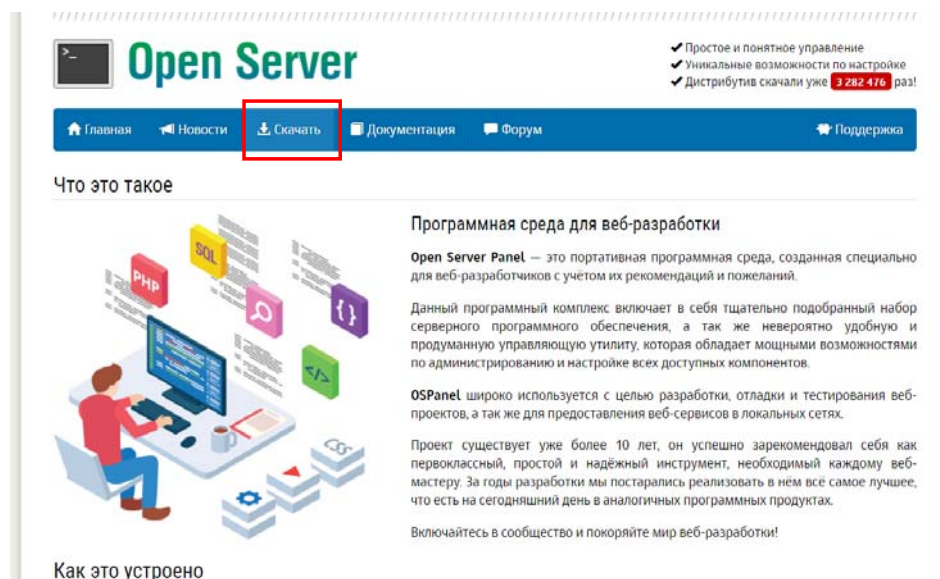 >_ Open Server
✔ Простое и понятное управление
✔ Уникальные возможности по настройке
✔ Дистрибутив скачали уже 3 282 476 раз!
Главная Новости Скачать Документация Форум Поддержка
Что это такое
SQL
PHP
{ }
</>
CSS
Программная среда для веб-разработки
Open Server Panel — это портативная программная среда, созданная специально
для веб-разработчиков с учётом их рекомендаций и пожеланий.
Данный программный комплекс включает в себя тщательно подобранный набор
серверного программного обеспечения, а так же невероятно удобную и
продуманную управляющую утилиту, которая обладает мощными возможностями
по администрированию и настройке всех доступных компонентов.
OSPanel широко используется с целью разработки, отладки и тестирования веб-
проектов, а так же для предоставления веб-сервисов в локальных сетях.
Проект существует уже более 10 лет, он успешно зарекомендовал себя как
первоклассный, простой и надёжный инструмент, необходимый каждому веб-
мастеру. За годы разработки мы постарались реализовать в нём всё самое лучшее,
что есть на сегодняшний день в аналогичных программных продуктах.
Включайтесь в сообщество и покоряйте мир веб-разработки!
Как это устроено